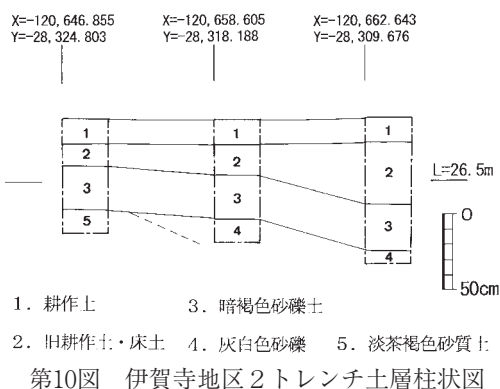 X=-120,646.855 X=-120,658.605 X=-120,662.643
Y=-28,324.803 Y=-28,318.188 Y=-28,309.676
1 1 1
2 2 2
3 3 3
5 4 4
L=26.5m
0
50cm
1. 耕作土 3. 暗褐色砂礫土
2. 旧耕作土・床土 4. 灰白色砂礫 5. 淡茶褐色砂質土
第10図 伊賀寺地区2トレンチ土層柱状図